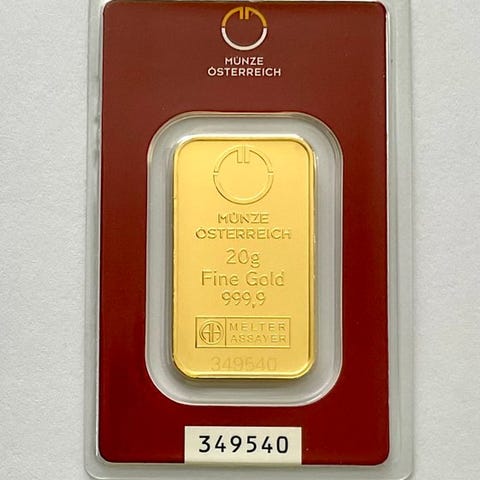 MÜNZE
ÖSTERREICH
MÜNZE
ÖSTERREICH
20g
Fine Gold
999,9
MELTER
ASSAYER
349540
349540